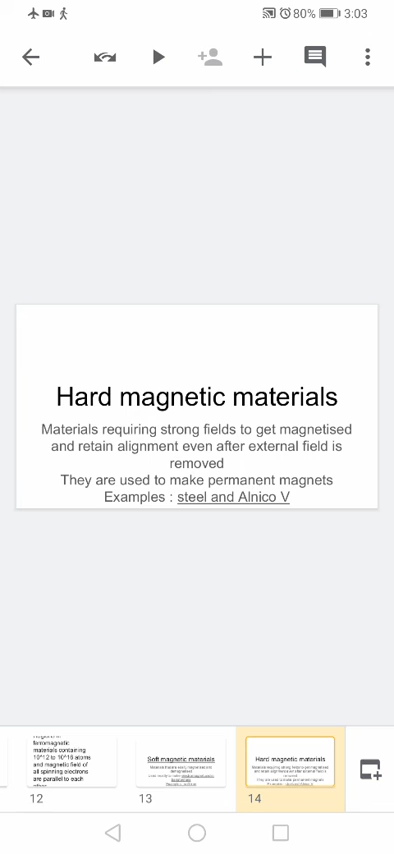 80% 3:03
Hard magnetic materials
Materials requiring strong fields to get magnetised
and retain alignment even after external field is
removed
They are used to make permanent magnets
Examples : steel and Alnico V
ferromagnetic
materials containing
10^12 to 10^15 atoms
and magnetic field of
all spinning electrons
are parallel to each
12
Soft magnetic materials
13
Hard magnetic materials
14